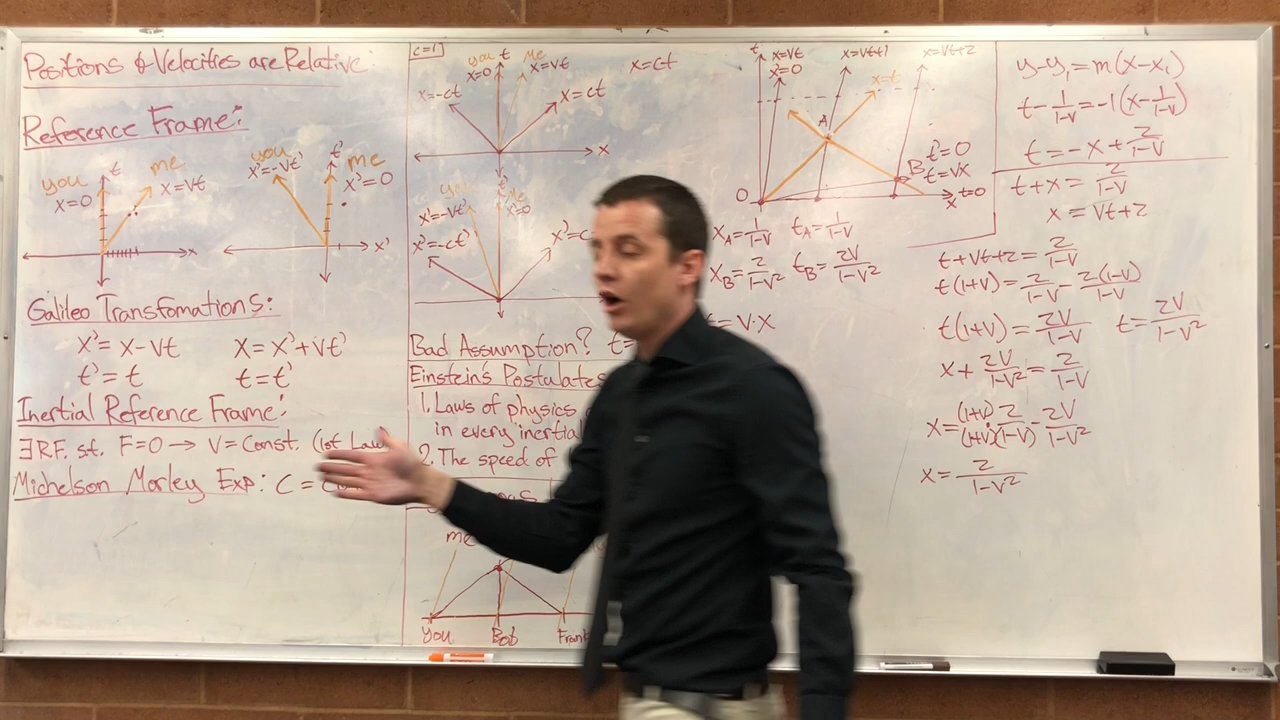 Positions & Velocities are Relative:
Reference Frame:
you
x=0
t
me
x=vt
x
you
x'=-vt'
t'
me
x'=0
x'
Galileo Transfomations:
x'=x-vt x=x'+vt'
t'=t t=t'
Inertial Reference Frame:
∃ R.F. st. F=0 → V=Const. (1st Law
Michelson Morley Exp: C =
c=1
you t Me
x=0 x=vt x=ct
x=-ct x=ct
x
t'
Me
x'=-vt' x'=0
x'=-ct' x'=c
Bad Assumption? t=
Einstein's Postulates
1. Laws of physics
in every inertial
2. The speed of
me
You Bob Frank
t x=vt x=vt+1 x=vt+2
x'=0 x=t
A
B t'=0
t=vx
O x t=0
x_A=1/(1-v) t_A=1/(1-v)
x_B=2/(1-v²) t_B=2v/(1-v²)
= v·x
y-y₁=m(x-x₁)
t-1/(1-v)=-1(x-1/(1-v))
t=-x+2/(1-v)
t+x=2/(1-v)
x=vt+2
t+vt+2=2/(1-v)
t(1+v)=2/(1-v)-2(1-v)/(1-v)
t(1+v)=2v/(1-v) t=2v/(1-v²)
x+2v/(1-v²)=2/(1-v)
x=(1+v)2/(1+v)(1-v)-2v/(1-v²)
x=2/(1-v²)